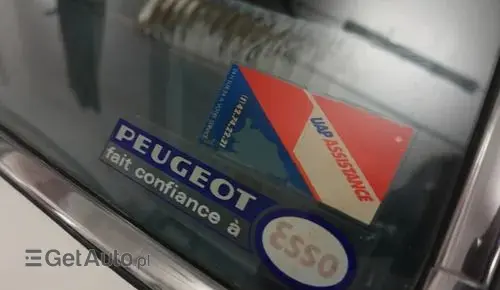 UAP ASSISTANCE
PEUGEOT
fait confiance à
ESSO
GetAuto.pl